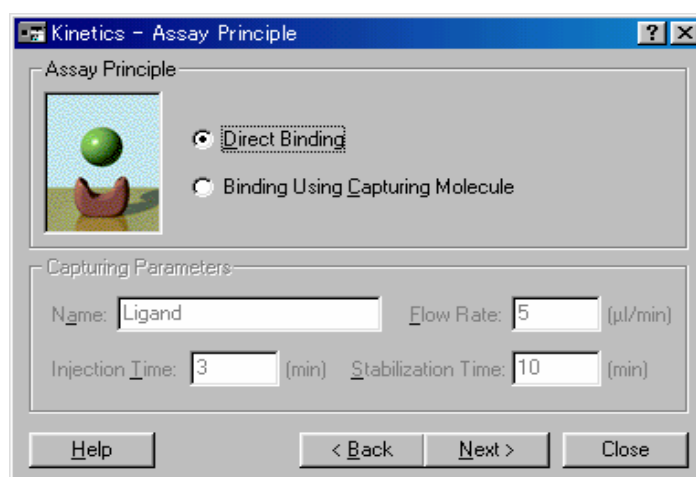 Kinetics - Assay Principle
Assay Principle
Direct Binding
Binding Using Capturing Molecule
Capturing Parameters
Name: Ligand Flow Rate: 5 (µl/min)
Injection Time: 3 (min) Stabilization Time: 10 (min)
Help < Back Next > Close